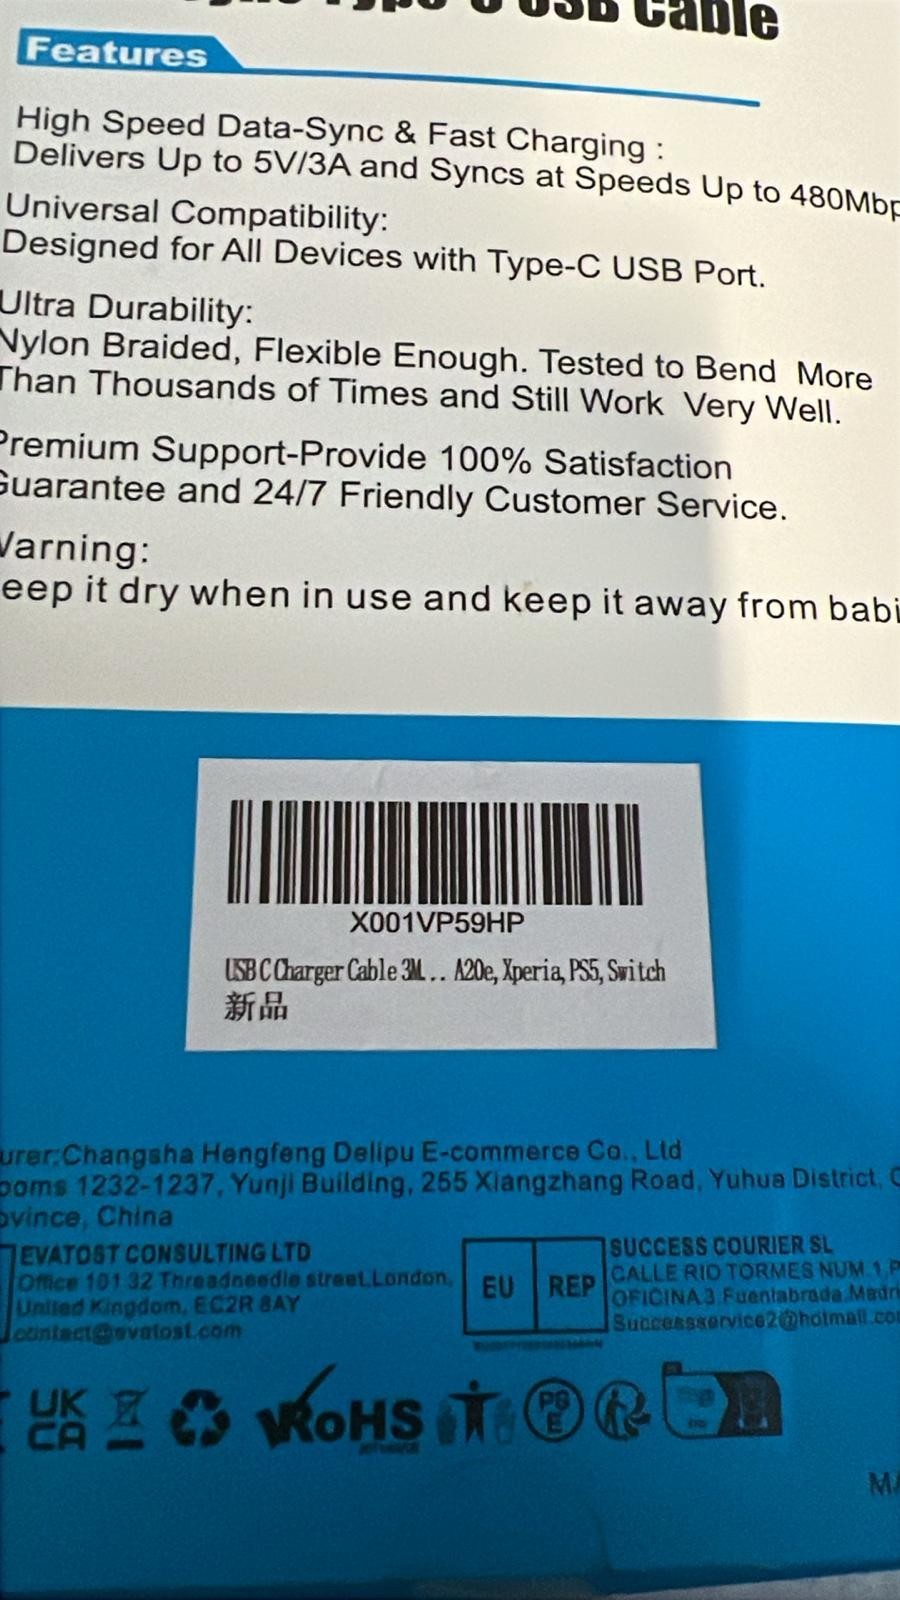 USB Cable
Features
High Speed Data-Sync & Fast Charging :
Delivers Up to 5V/3A and Syncs at Speeds Up to 480Mbp
Universal Compatibility:
Designed for All Devices with Type-C USB Port.
Ultra Durability:
Nylon Braided, Flexible Enough. Tested to Bend More
Than Thousands of Times and Still Work Very Well.
Premium Support-Provide 100% Satisfaction
Guarantee and 24/7 Friendly Customer Service.
Warning:
eep it dry when in use and keep it away from babi
X001VP59HP
USB C Charger Cable 3M... A20e, Xperia, PS5, Switch
新品
urer:Changsha Hengfeng Delipu E-commerce Co., Ltd
ooms 1232-1237, Yunji Building, 255 Xiangzhang Road, Yuhua District,
ovince, China
EVATOST CONSULTING LTD
Office 101 32 Threadneedle street,London,
United Kingdom, EC2R 8AY
contact@evatost.com
EU REP
SUCCESS COURIER SL
CALLE RIO TORMES NUM.1,P
OFICINA3,Fuenlabrada,Madri
Successservice2@hotmail.co
UK
CA
RoHS
PS
E
MA